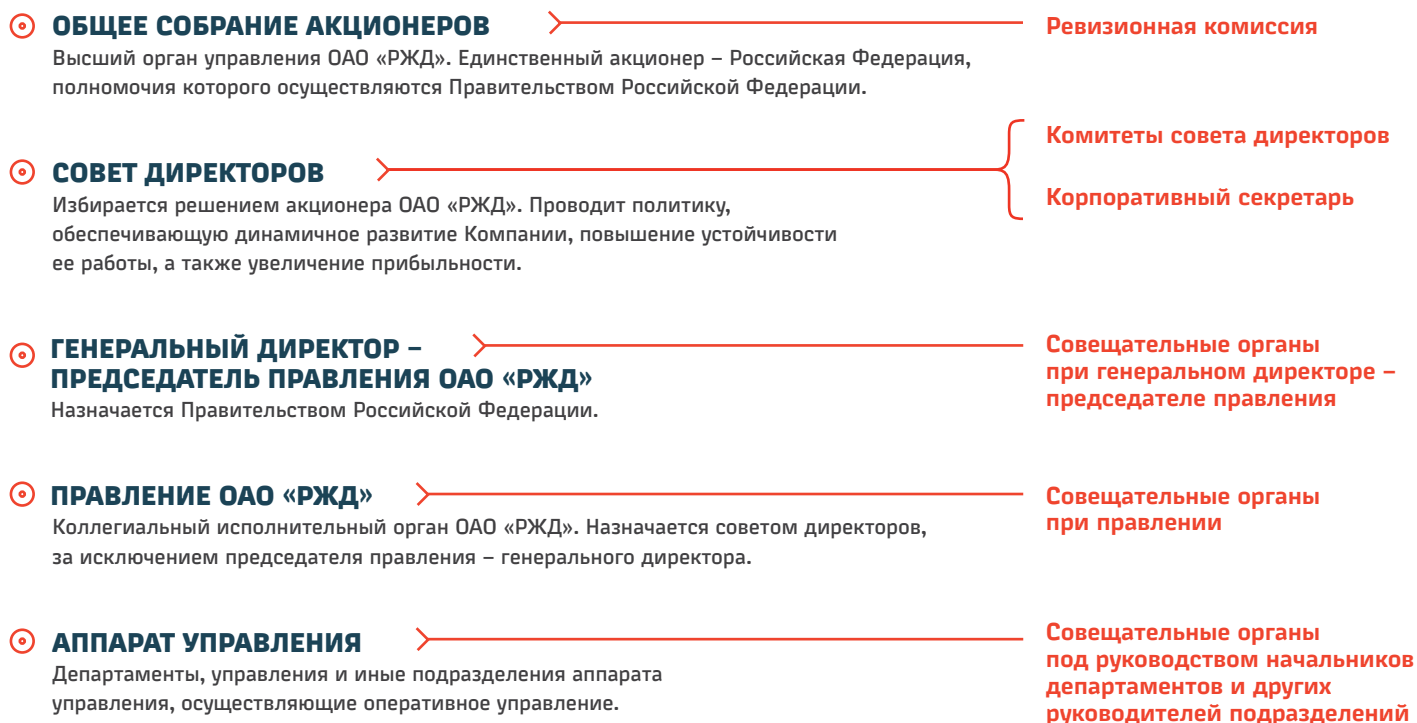 ОБЩЕЕ СОБРАНИЕ АКЦИОНЕРОВ
Ревизионная комиссия
Высший орган управления ОАО «РЖД». Единственный акционер – Российская Федерация,
полномочия которого осуществляются Правительством Российской Федерации.
СОВЕТ ДИРЕКТОРОВ
Комитеты совета директоров
Корпоративный секретарь
Избирается решением акционера ОАО «РЖД». Проводит политику,
обеспечивающую динамичное развитие Компании, повышение устойчивости
ее работы, а также увеличение прибыльности.
ГЕНЕРАЛЬНЫЙ ДИРЕКТОР –
ПРЕДСЕДАТЕЛЬ ПРАВЛЕНИЯ ОАО «РЖД»
Назначается Правительством Российской Федерации.
Совещательные органы
при генеральном директоре –
председателе правления
ПРАВЛЕНИЕ ОАО «РЖД»
Коллегиальный исполнительный орган ОАО «РЖД». Назначается советом директоров,
за исключением председателя правления – генерального директора.
Совещательные органы
при правлении
АППАРАТ УПРАВЛЕНИЯ
Департаменты, управления и иные подразделения аппарата
управления, осуществляющие оперативное управление.
Совещательные органы
под руководством начальников
департаментов и других
руководителей подразделений